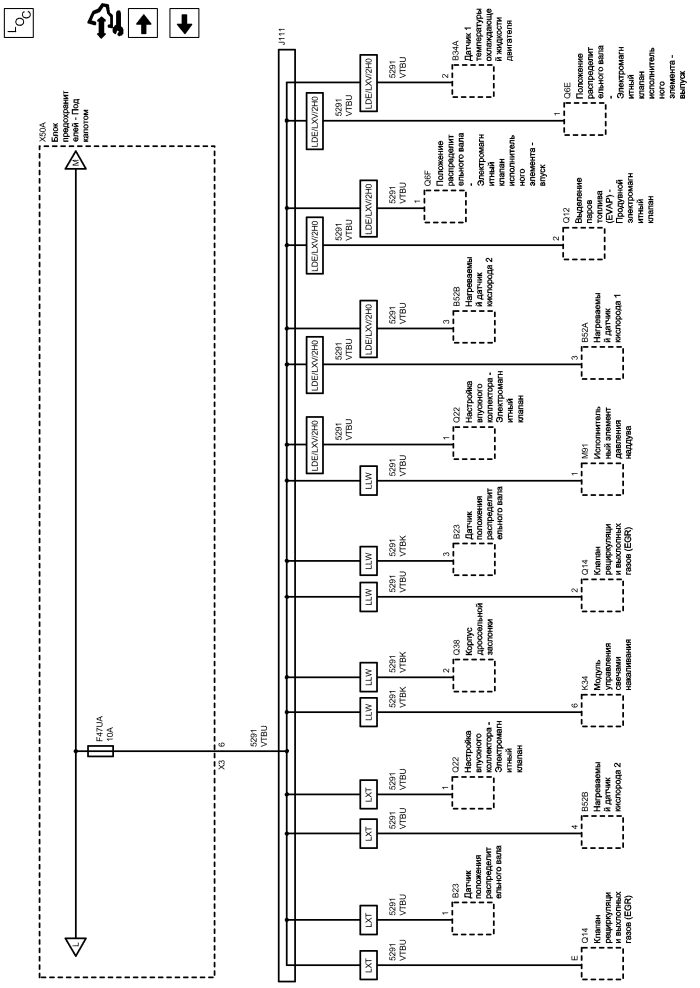 LOC
X50A
Блок
предохранит
елей - Под
капотом
M
L
F47UA
10A
6
X3
5291
VTBU
J111
LXT
5291
VTBU
E
Q14
Клапан
рециркуляци
и выхлопных
газов (EGR)
LXT
5291
VTBU
1
B23
Датчик
положения
распределит
ельного вала
LXT
5291
VTBU
4
B52B
Нагреваемы
й датчик
кислорода 2
LXT
5291
VTBU
1
Q22
Настройка
впускного
коллектора -
Электромагн
итный
клапан
LLW
5291
VTBK
6
K34
Модуль
управления
свечами
накаливания
LLW
5291
VTBK
2
Q38
Корпус
дроссельной
заслонки
LLW
5291
VTBU
2
Q14
Клапан
рециркуляци
и выхлопных
газов (EGR)
LLW
5291
VTBK
3
B23
Датчик
положения
распределит
ельного вала
LLW
5291
VTBU
1
M91
Исполнитель
ный элемент
давления
наддува
LDE/LXV/2H0
5291
VTBU
1
Q22
Настройка
впускного
коллектора -
Электромагн
итный
клапан
LDE/LXV/2H0
5291
VTBU
3
B52A
Нагреваемы
й датчик
кислорода 1
LDE/LXV/2H0
5291
VTBU
3
B52B
Нагреваемы
й датчик
кислорода 2
LDE/LXV/2H0
5291
VTBU
2
Q12
Выделение
паров
топлива
(EVAP) -
Продувной
электромагн
итный
клапан
LDE/LXV/2H0
5291
VTBU
1
Q6F
Положение
распределит
ельного вала
-
Электромагн
итный
клапан
исполнитель
ного
элемента -
впуск
LDE/LXV/2H0
5291
VTBU
1
Q6E
Положение
распределит
ельного вала
-
Электромагн
итный
клапан
исполнитель
ного
элемента -
выпуск
LDE/LXV/2H0
5291
VTBU
2
B34A
Датчик 1
температуры
охлаждающе
й жидкости
двигателя